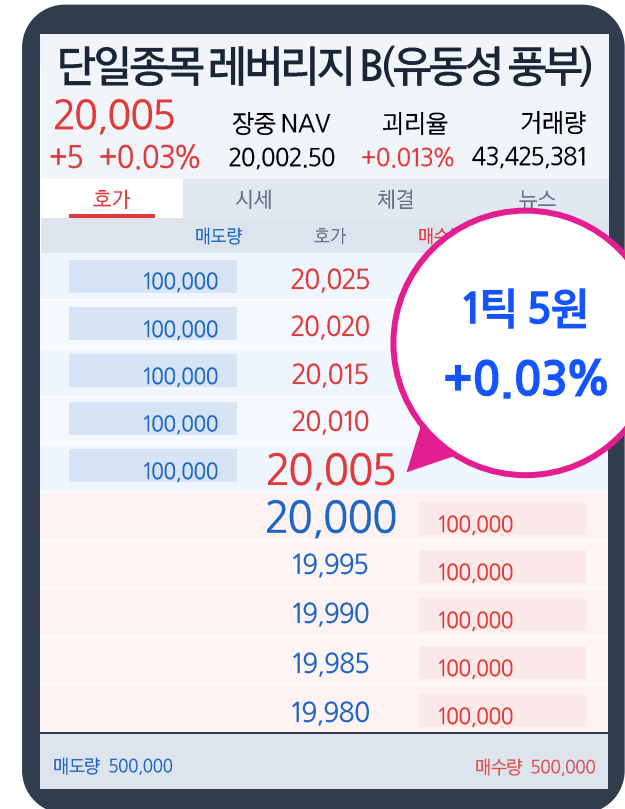 단일종목 레버리지 B(유동성 풍부)
20,005 장중 NAV 괴리율 거래량
+5 +0.03% 20,002.50 +0.013% 43,425,381
호가 시세 체결 뉴스
매도량 호가 매수
1틱 5원
+0.03%
100,000 20,025
100,000 20,020
100,000 20,015
100,000 20,010
100,000 20,005
20,000 100,000
19,995 100,000
19,990 100,000
19,985 100,000
19,980 100,000
매도량 500,000 매수량 500,000